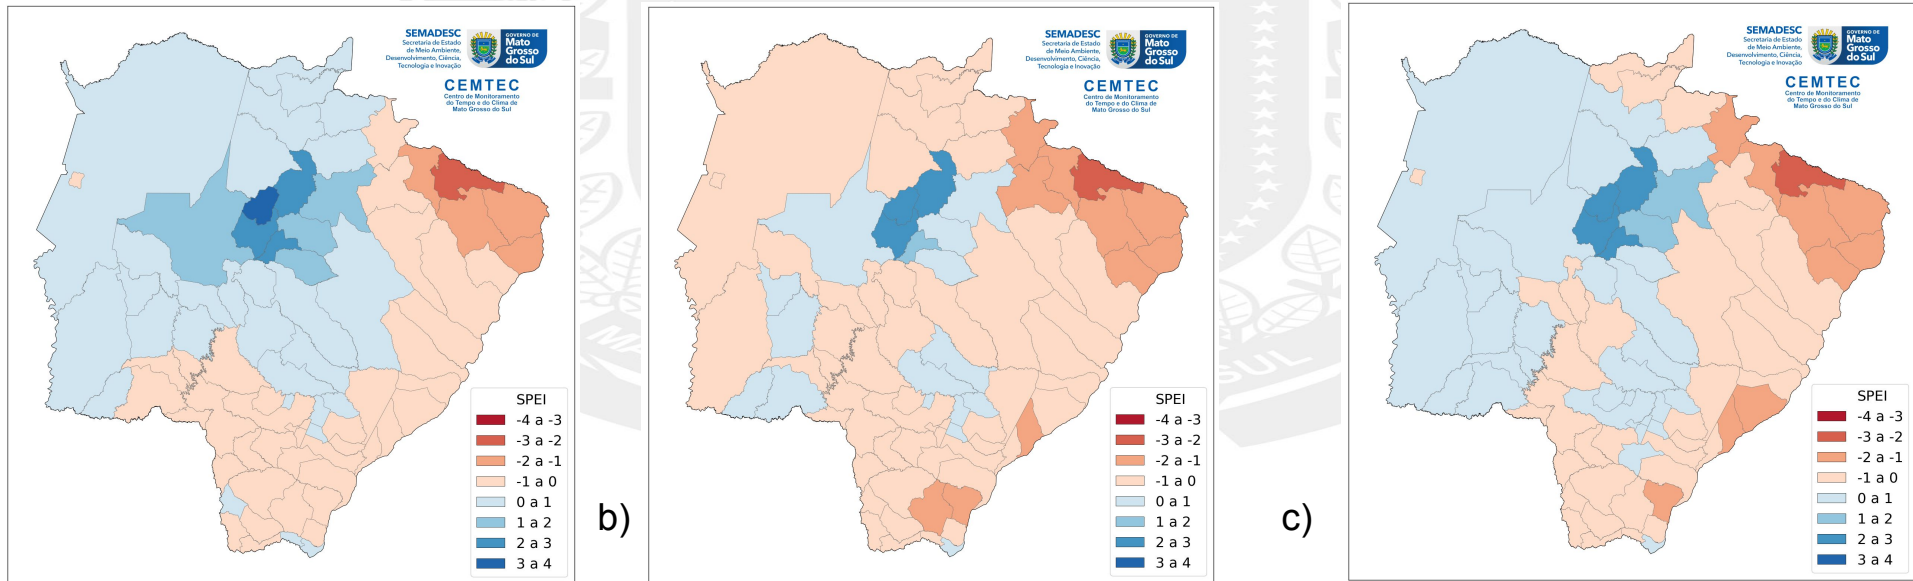 SEMADESC
Secretaria de Estado
de Meio Ambiente,
Desenvolvimento, Ciência,
Tecnologia e Inovação
GOVERNO DE
Mato
Grosso
do Sul
CEMTEC
Centro de Monitoramento
do Tempo e do Clima de
Mato Grosso do Sul
SPEI
-4 a -3
-3 a -2
-2 a -1
-1 a 0
0 a 1
1 a 2
2 a 3
3 a 4
b)
SEMADESC
Secretaria de Estado
de Meio Ambiente,
Desenvolvimento, Ciência,
Tecnologia e Inovação
GOVERNO DE
Mato
Grosso
do Sul
CEMTEC
Centro de Monitoramento
do Tempo e do Clima de
Mato Grosso do Sul
SPEI
-4 a -3
-3 a -2
-2 a -1
-1 a 0
0 a 1
1 a 2
2 a 3
3 a 4
c)
SEMADESC
Secretaria de Estado
de Meio Ambiente,
Desenvolvimento, Ciência,
Tecnologia e Inovação
GOVERNO DE
Mato
Grosso
do Sul
CEMTEC
Centro de Monitoramento
do Tempo e do Clima de
Mato Grosso do Sul
SPEI
-4 a -3
-3 a -2
-2 a -1
-1 a 0
0 a 1
1 a 2
2 a 3
3 a 4
SUL